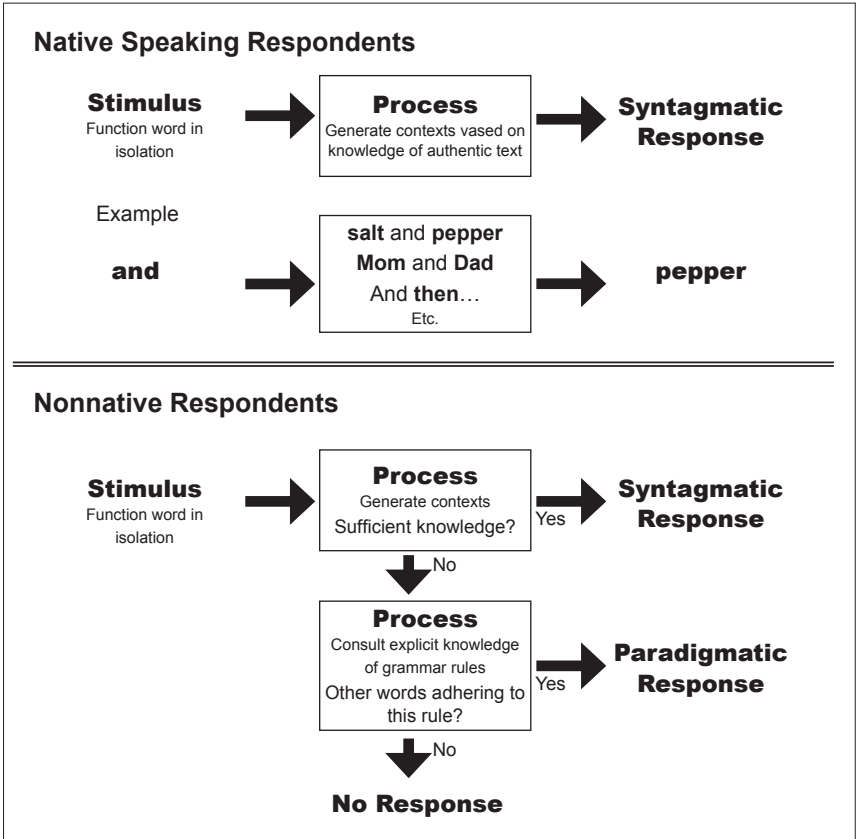 Native Speaking Respondents
Stimulus
Function word in
isolation
Process
Generate contexts vased on
knowledge of authentic text
Syntagmatic
Response
Example
and
salt and pepper
Mom and Dad
And then…
Etc.
pepper
Nonnative Respondents
Stimulus
Function word in
isolation
Process
Generate contexts
Sufficient knowledge?
Yes
Syntagmatic
Response
No
Process
Consult explicit knowledge
of grammar rules
Other words adhering to
this rule?
Yes
Paradigmatic
Response
No
No Response